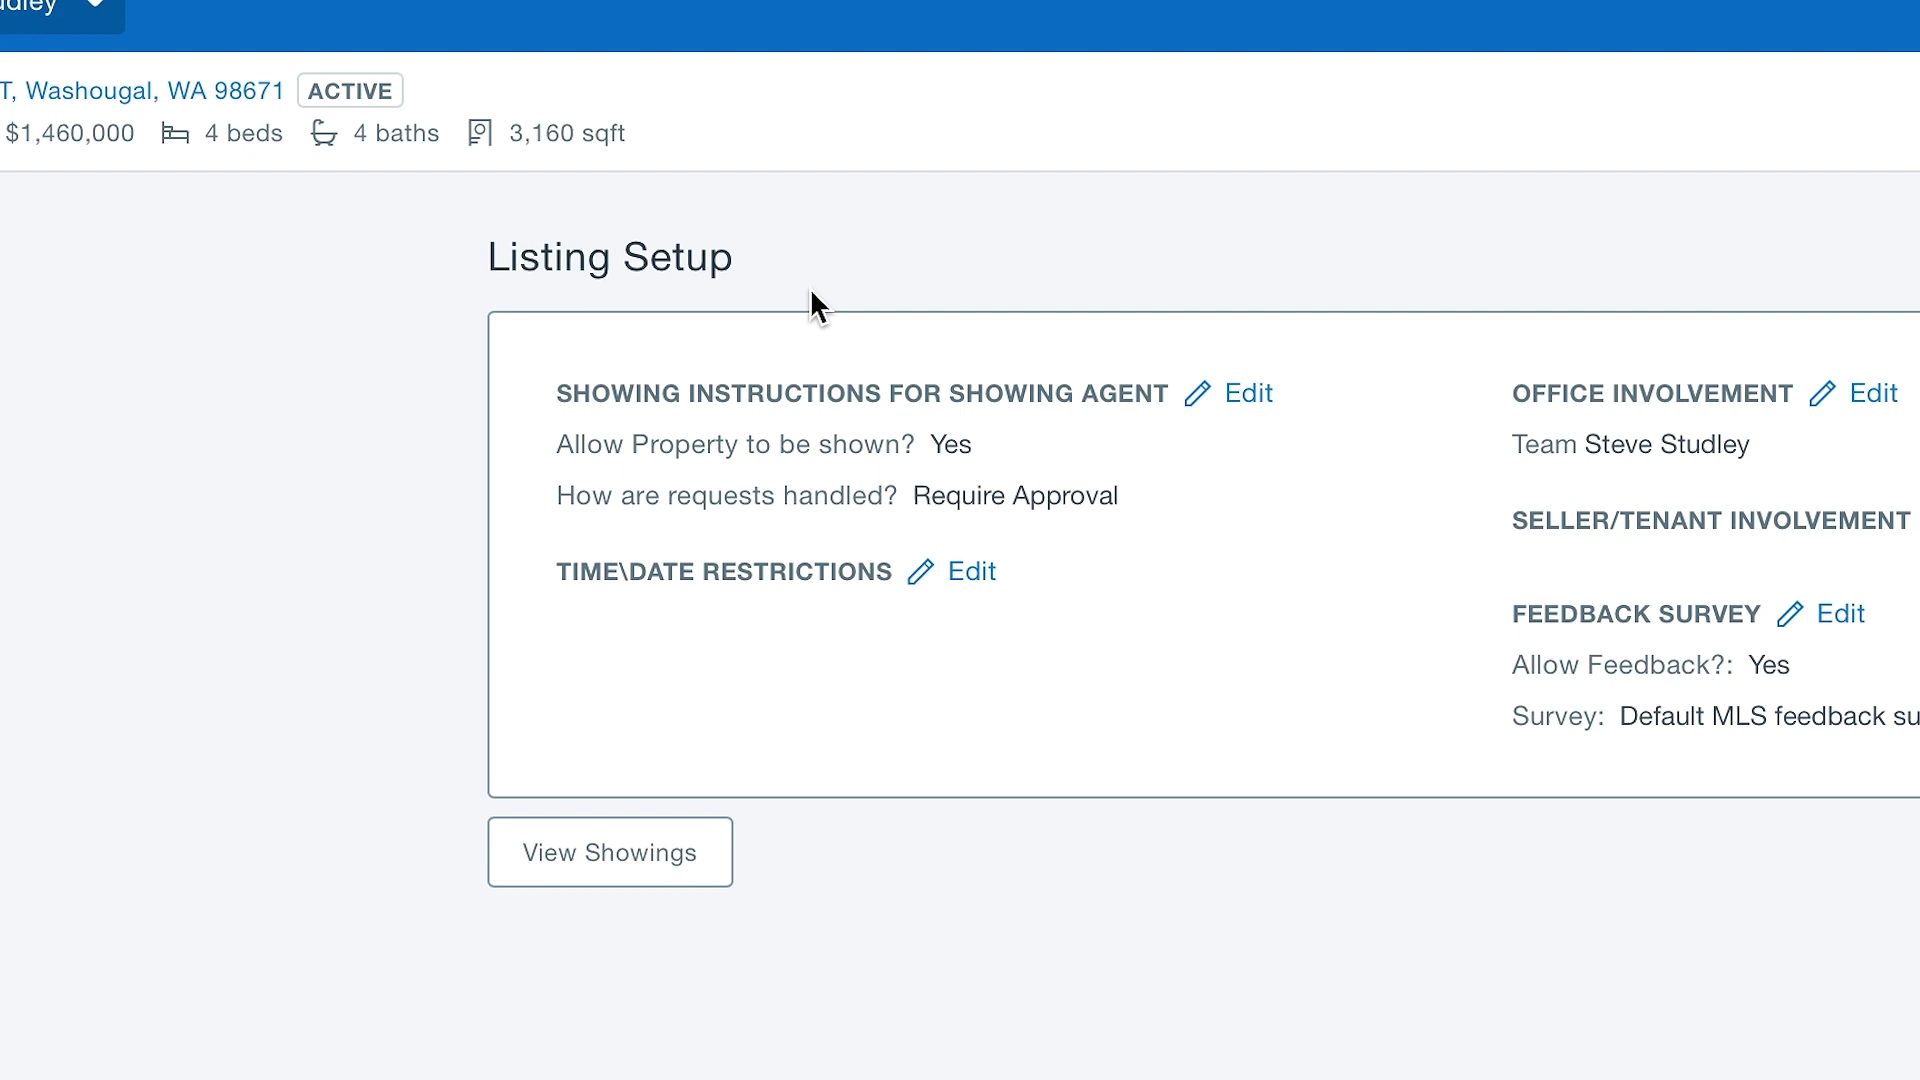 T, Washougal, WA 98671 ACTIVE
$1,460,000 4 beds 4 baths 3,160 sqft
Listing Setup
SHOWING INSTRUCTIONS FOR SHOWING AGENT Edit
Allow Property to be shown? Yes
How are requests handled? Require Approval
TIME\DATE RESTRICTIONS Edit
OFFICE INVOLVEMENT Edit
Team Steve Studley
SELLER/TENANT INVOLVEMENT
FEEDBACK SURVEY Edit
Allow Feedback?: Yes
Survey: Default MLS feedback su
View Showings